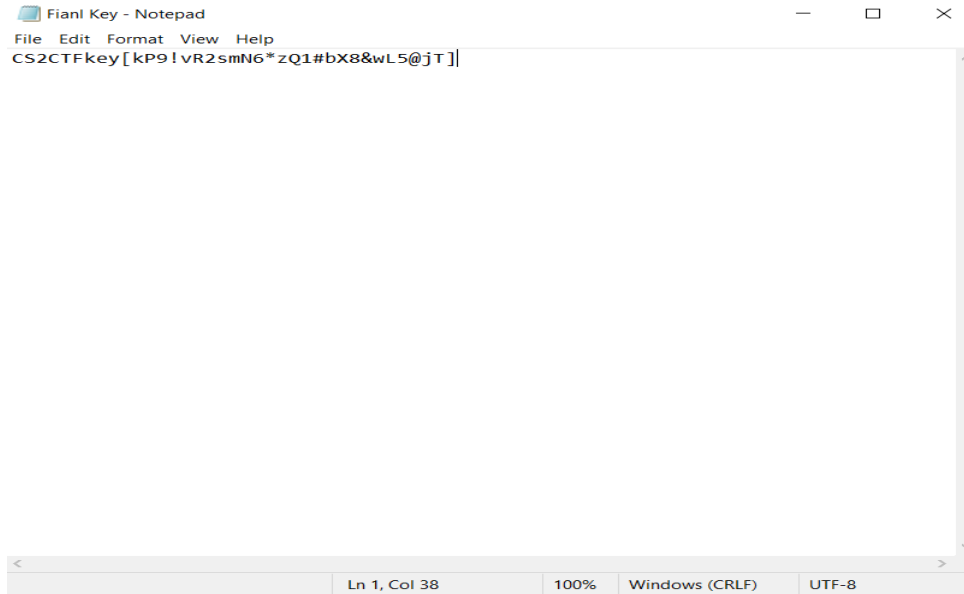 Fianl Key - Notepad
File Edit Format View Help
CS2CTFkey[kP9!vR2smN6*zQ1#bX8&wL5@jT]
Ln 1, Col 38 100% Windows (CRLF) UTF-8